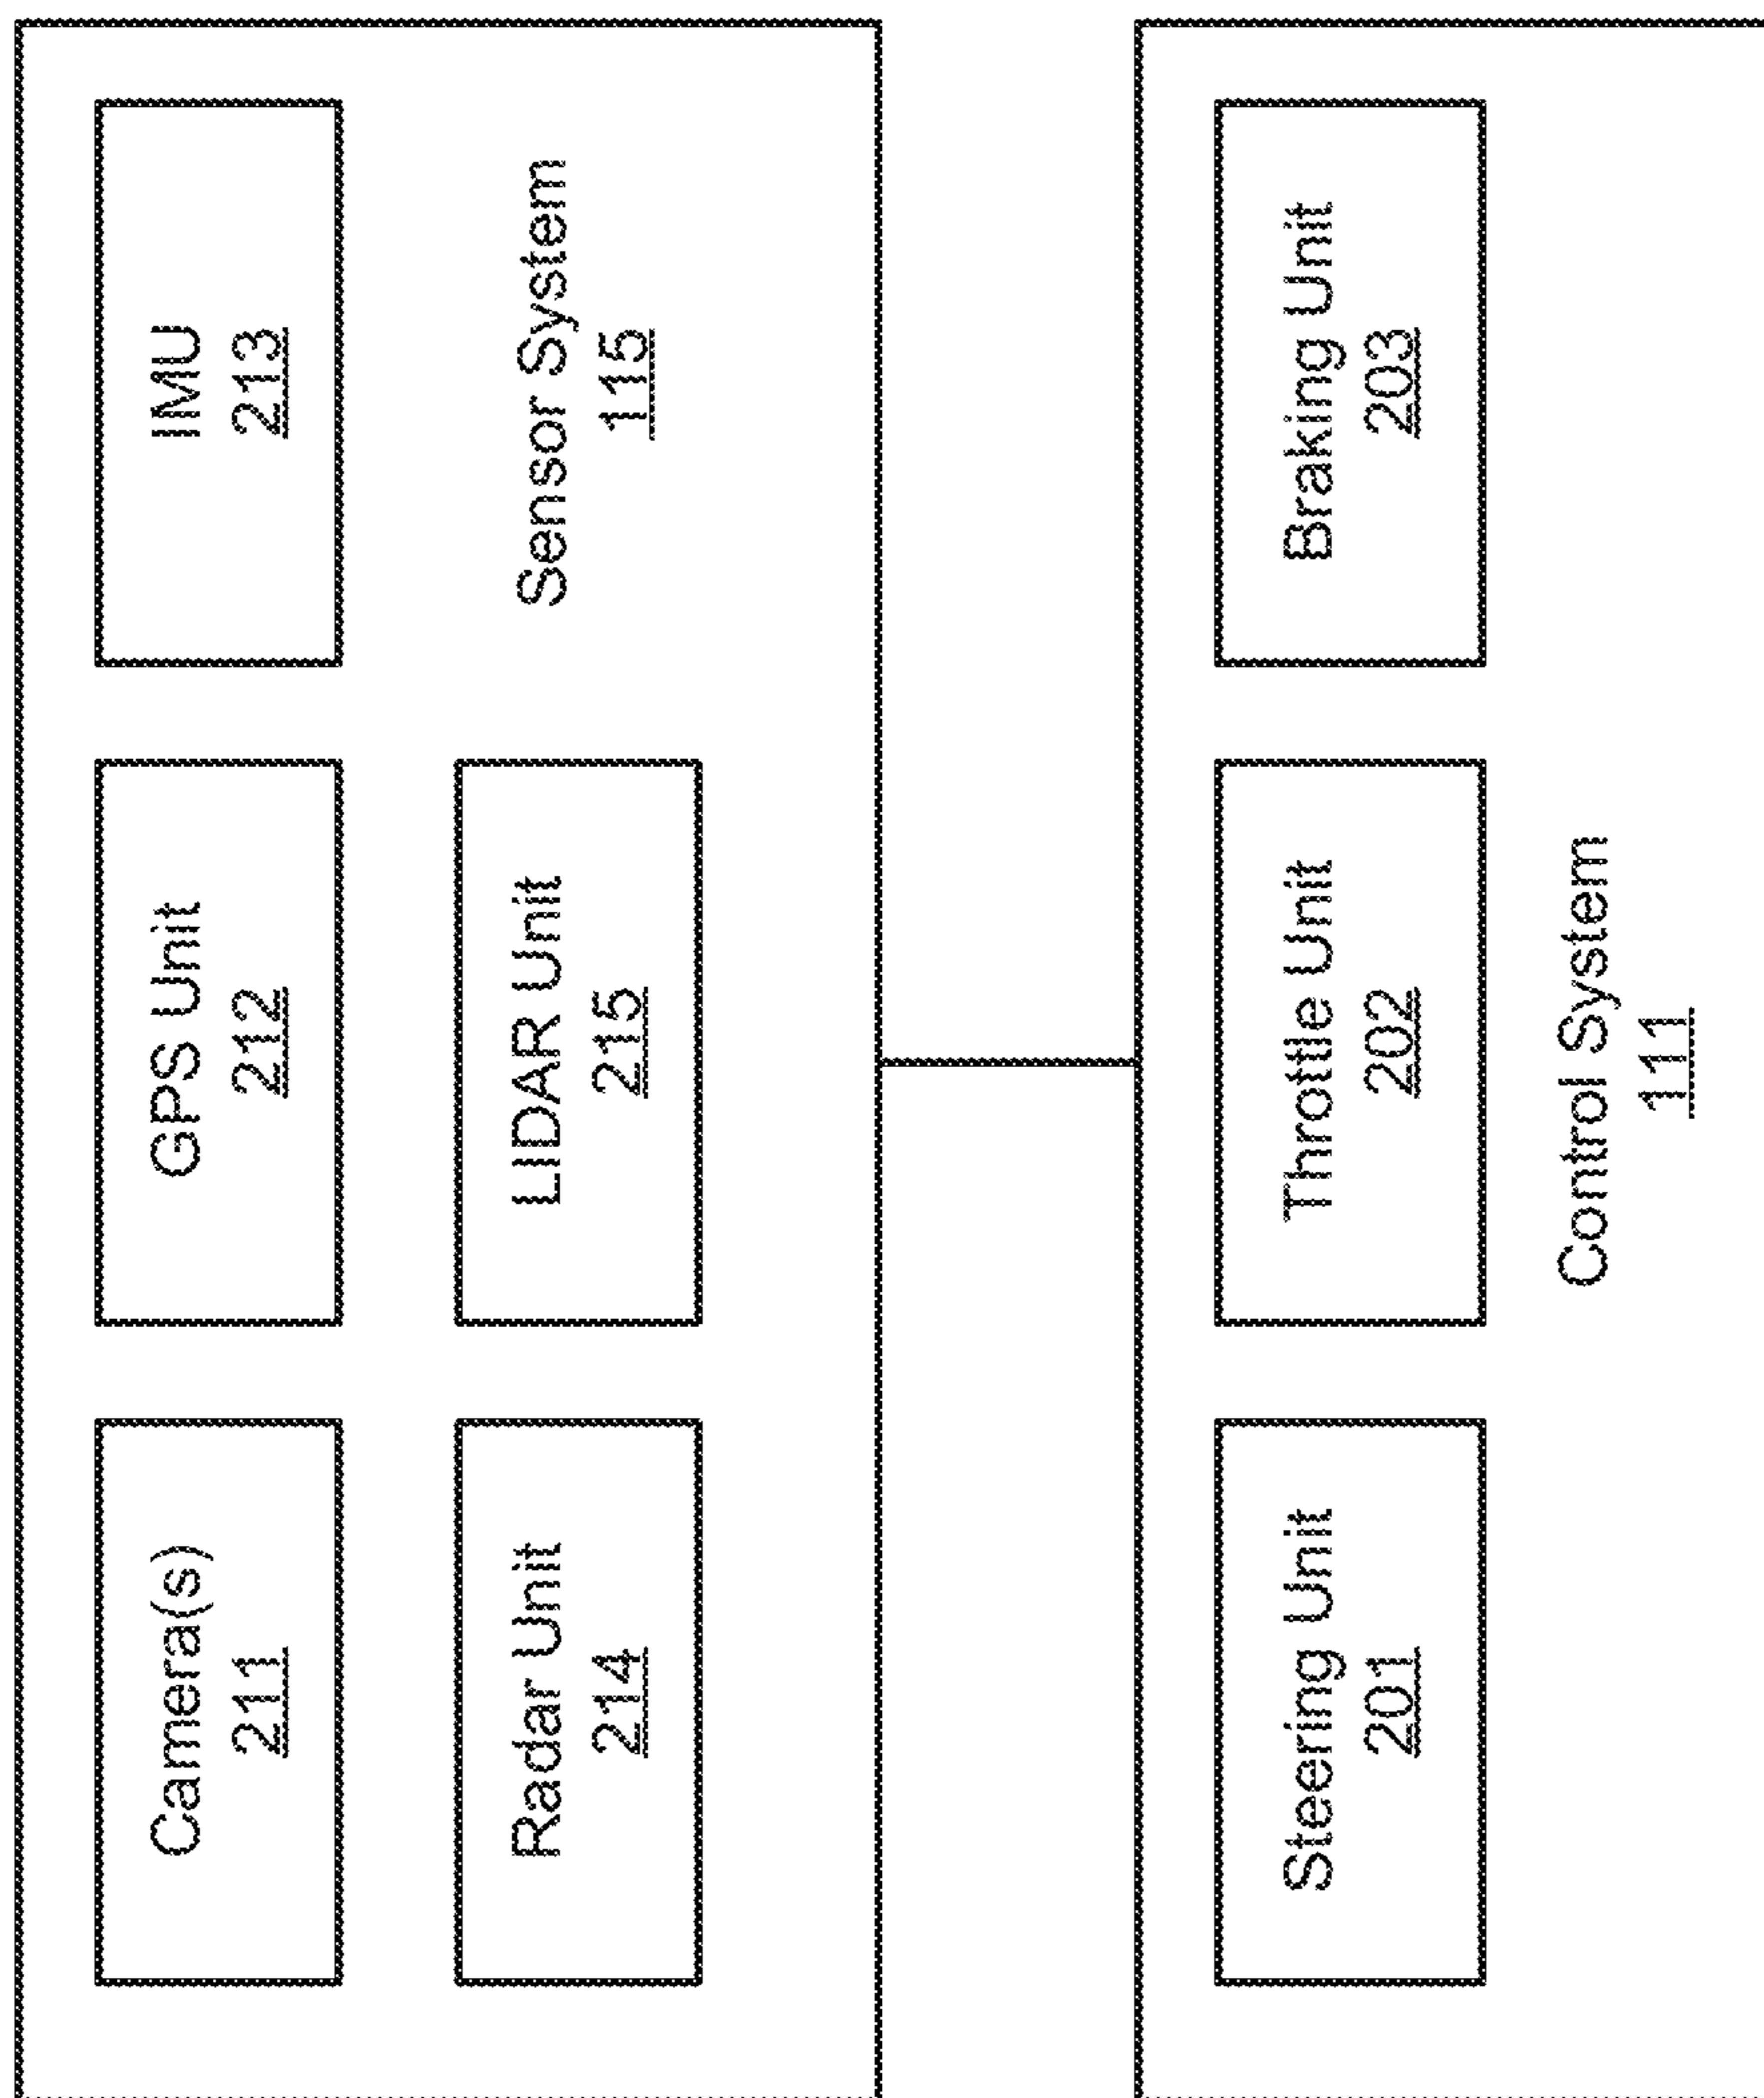 Camera(s)
211
GPS Unit
212
IMU
213
Radar Unit
214
LIDAR Unit
215
Sensor System
115
Steering Unit
201
Throttle Unit
202
Braking Unit
203
Control System
111